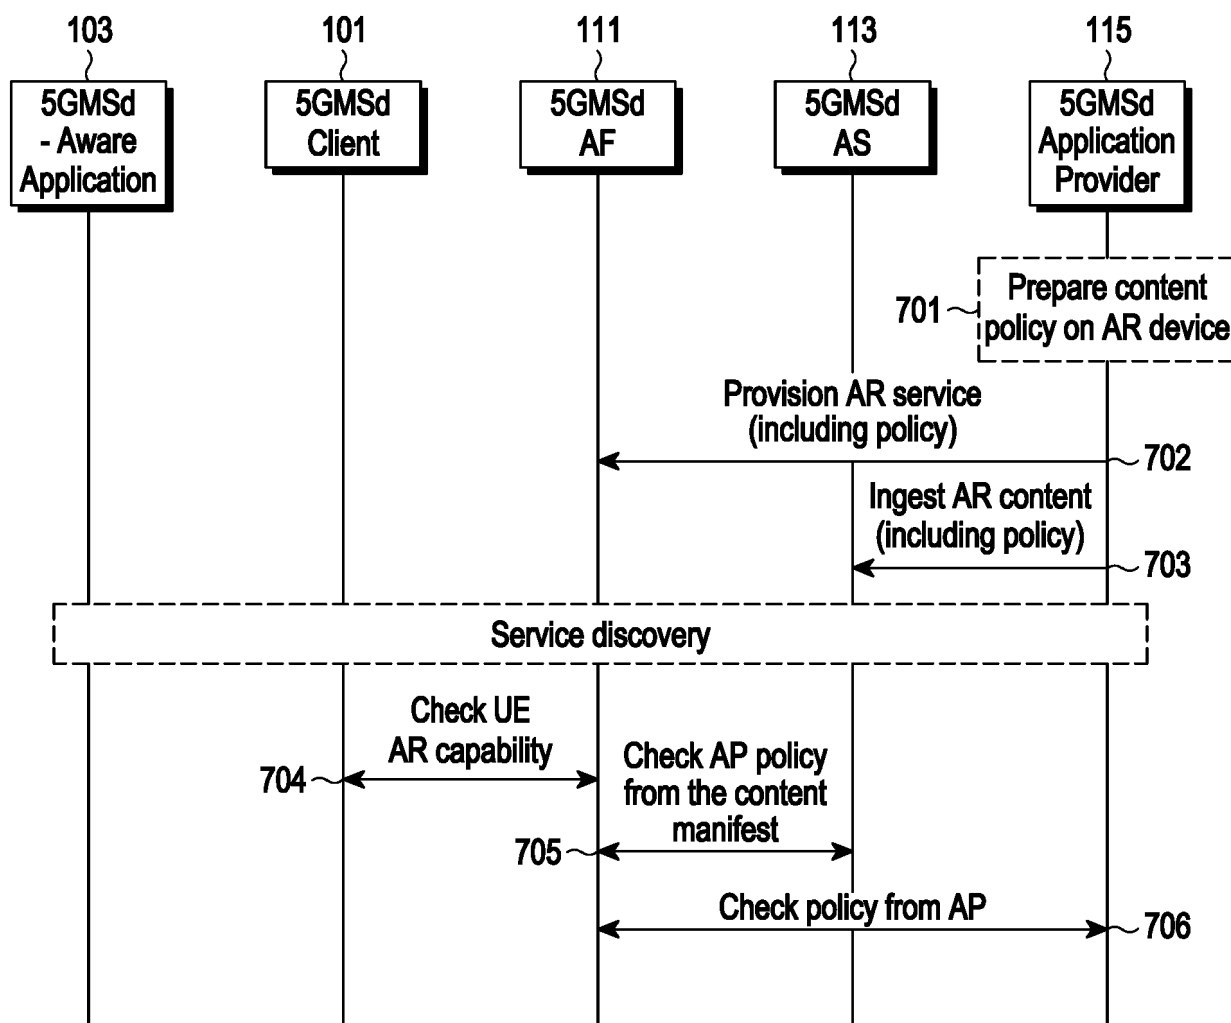 103
101
111
113
115
5GMSd
- Aware
Application
5GMSd
Client
5GMSd
AF
5GMSd
AS
5GMSd
Application
Provider
701
Prepare content
policy on AR device
Provision AR service
(including policy)
702
Ingest AR content
(including policy)
703
Service discovery
Check UE
AR capability
704
Check AP policy
from the content
manifest
705
Check policy from AP
706